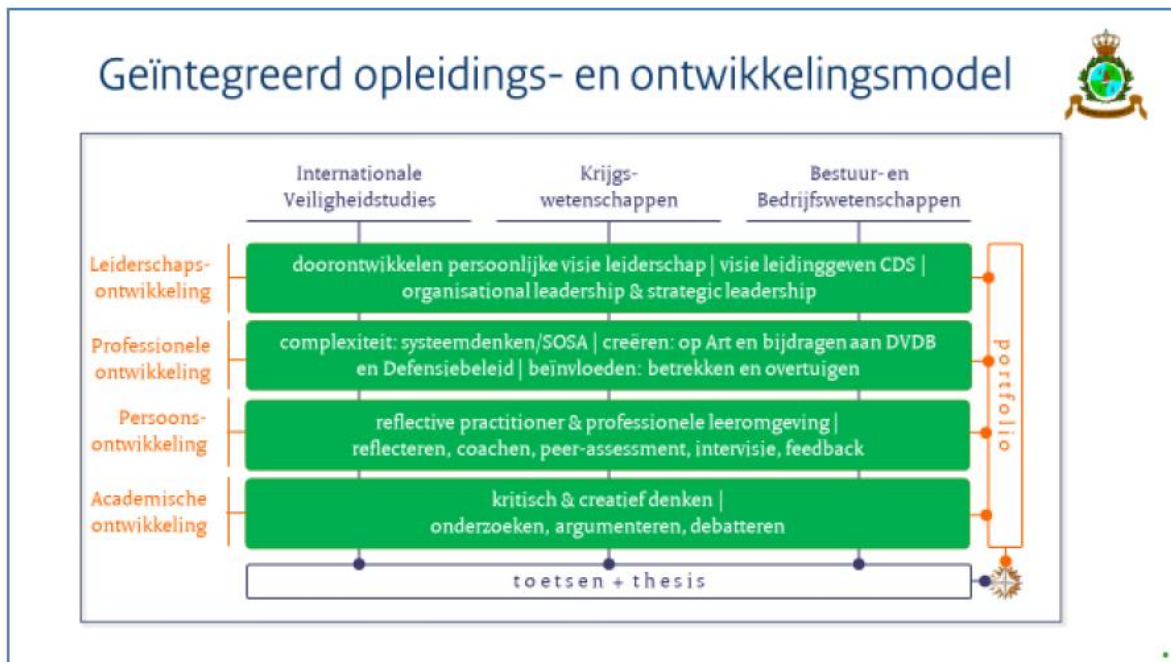 Geïntegreerd opleidings- en ontwikkelingsmodel
Internationale
Veiligheidstudies
Krijgs-
wetenschappen
Bestuur- en
Bedrijfswetenschappen
Leiderschaps-
ontwikkeling
doorontwikkelen persoonlijke visie leiderschap | visie leidinggeven CDS |
organisational leadership & strategic leadership
Professionele
ontwikkeling
complexiteit: systeemdenken/SOSA | creëren: op Art en bijdragen aan DVDB
en Defensiebeleid | beïnvloeden: betrekken en overtuigen
Persoons-
ontwikkeling
reflective practitioner & professionele leeromgeving |
reflecteren, coachen, peer-assessment, intervisie, feedback
Academische
ontwikkeling
kritisch & creatief denken |
onderzoeken, argumenteren, debatteren
portfolio
toetsen + thesis